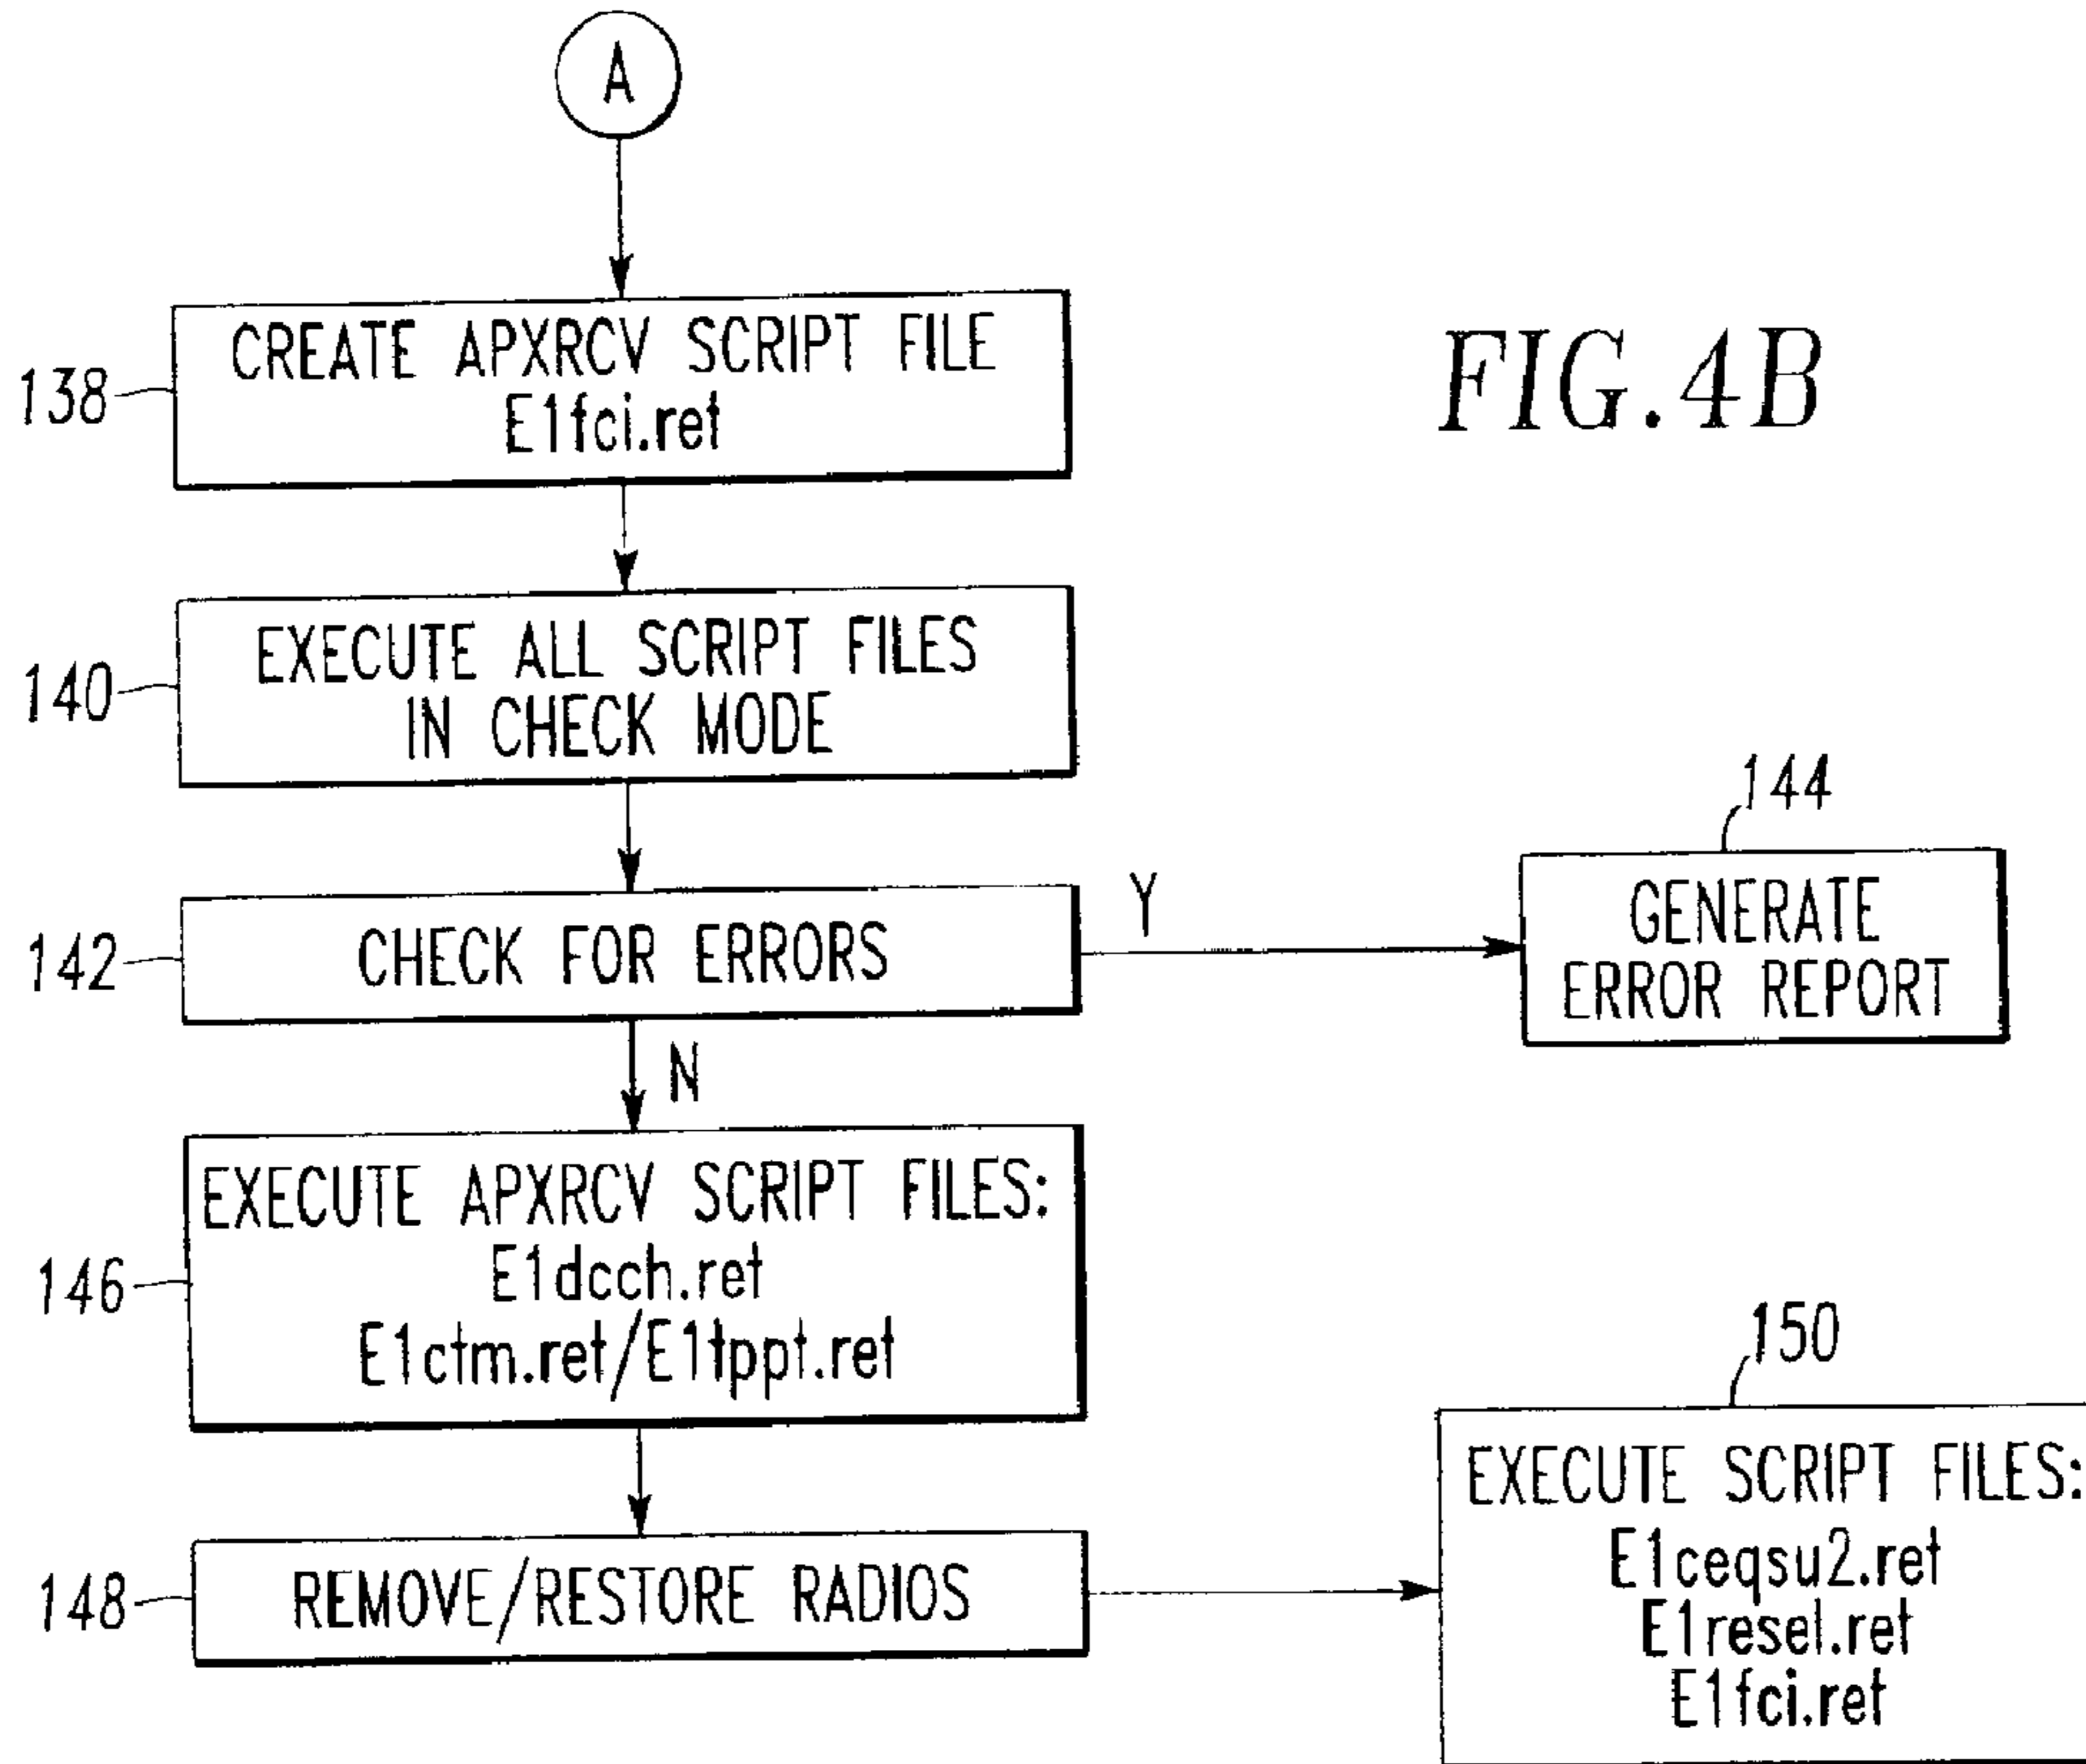 A
138
CREATE APXRCV SCRIPT FILE
E1fci.ret
FIG. 4B
140
EXECUTE ALL SCRIPT FILES
IN CHECK MODE
142
CHECK FOR ERRORS
Y
144
GENERATE
ERROR REPORT
N
146
EXECUTE APXRCV SCRIPT FILES:
E1dcch.ret
E1ctm.ret/E1tppt.ret
148
REMOVE/RESTORE RADIOS
150
EXECUTE SCRIPT FILES:
E1ceqsu2.ret
E1resel.ret
E1fci.ret